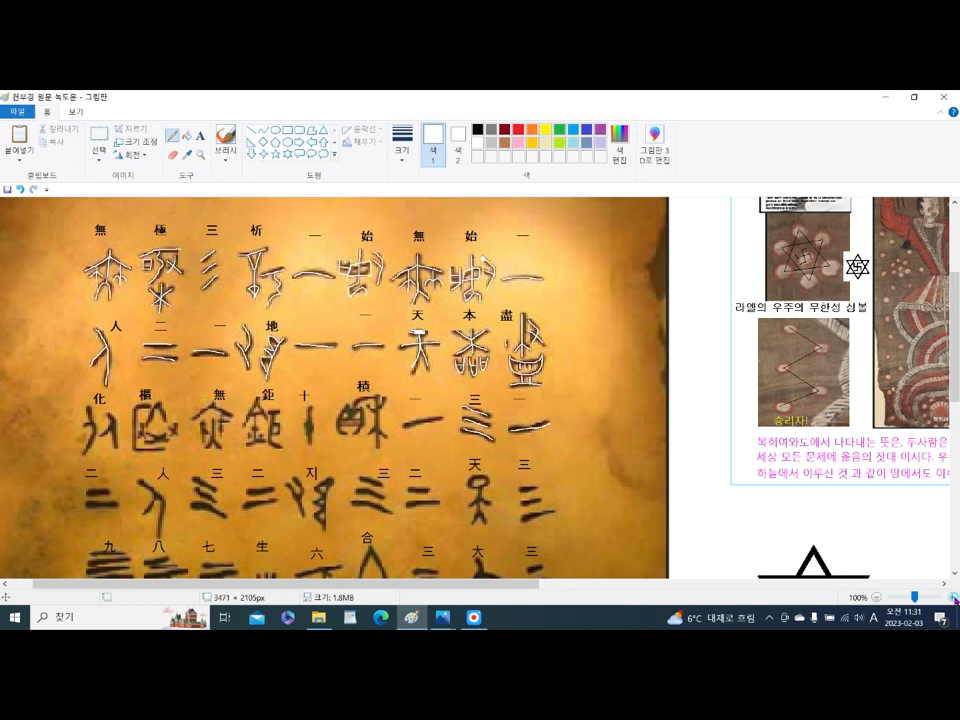 천부경 원문 녹도문 - 그림판
파일 홈 보기
붙여넣기
잘라내기
복사
클립보드
선택
자르기
크기 조정
회전
이미지
A
도구
브러시
윤곽선
채우기
도형
크기
색 1
색 2
색 편집
색
그림판 3D로 편집
無 極 三 析 一 始 無 始 一
人 二 一 地 一 天 本 盡
化 櫃 無 鉅 十 積 一 三 一
二 人 三 二 지 三 二 天 三
九 八 七 生 六 合 三 大 三
라엘의 우주의 무한성 심볼
승리자!
복희여와도에서 나타내는 뜻은, 두사람은
세상 모든 문제에 옳음의 잣대 이시다. 우
하늘에서 이루신 것 과 같이 땅에서도 이
3471 × 2105px
크기: 1.8MB
100%
찾기
6°C 대체로 흐림
A
오전 11:31
2023-02-03
7